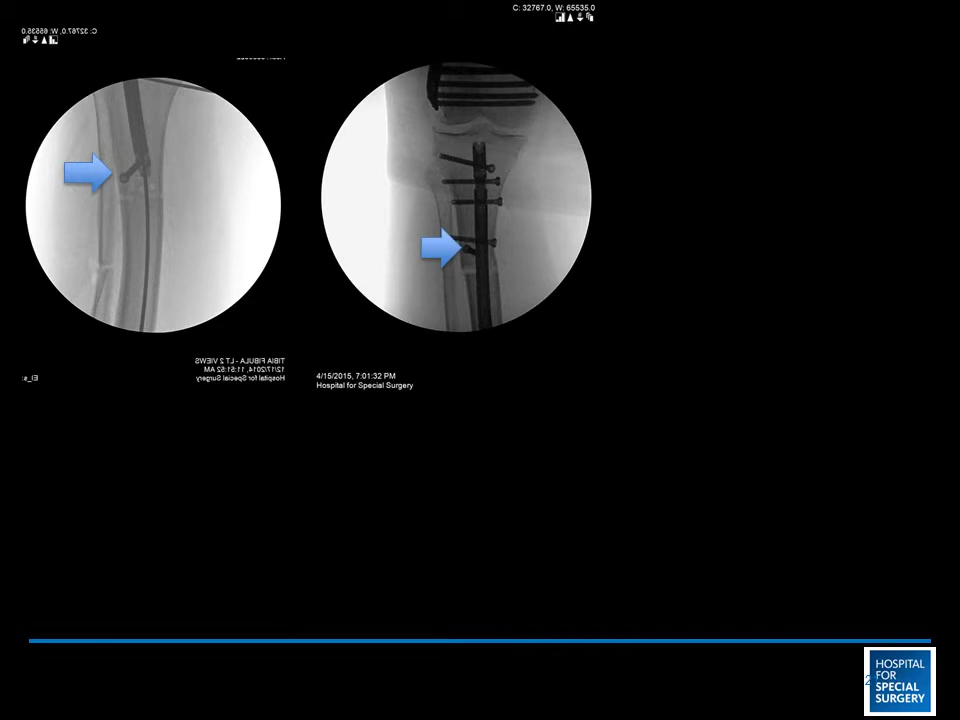 C: 32767.0, W: 65535.0
C: 32767.0, W: 65535.0
TIBIA FIBULA - LT 2 VIEWS
12/17/2014, 11:51:52 AM
Hospital for Special Surgery
4/15/2015, 7:01:32 PM
Hospital for Special Surgery
HOSPITAL
FOR
SPECIAL
SURGERY